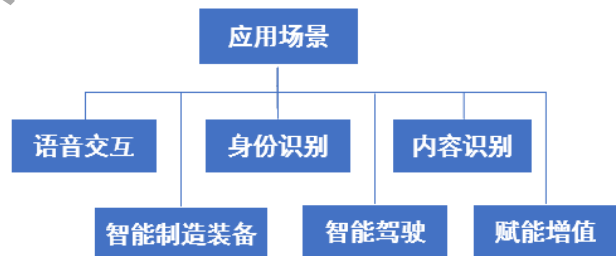 应用场景
语音交互
身份识别
内容识别
智能制造装备
智能驾驶
赋能增值